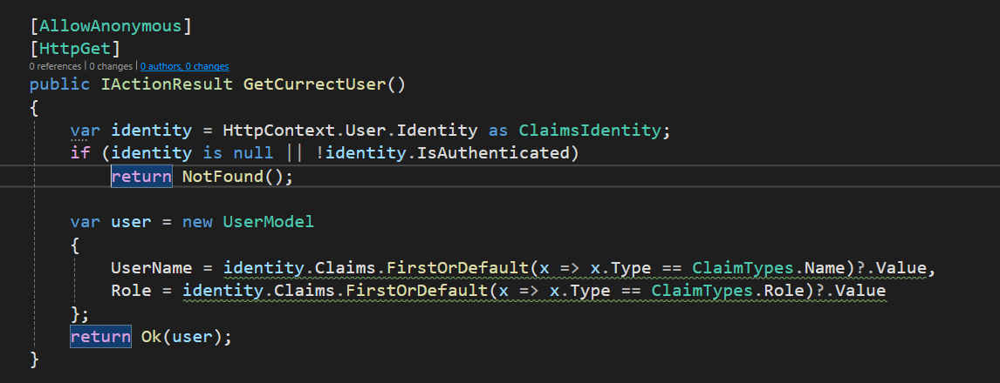 [AllowAnonymous]
[HttpGet]
0 references | 0 changes | 0 authors, 0 changes
public IActionResult GetCurrectUser()
{
var identity = HttpContext.User.Identity as ClaimsIdentity;
if (identity is null || !identity.IsAuthenticated)
return NotFound();
var user = new UserModel
{
UserName = identity.Claims.FirstOrDefault(x => x.Type == ClaimTypes.Name)?.Value,
Role = identity.Claims.FirstOrDefault(x => x.Type == ClaimTypes.Role)?.Value
};
return Ok(user);
}